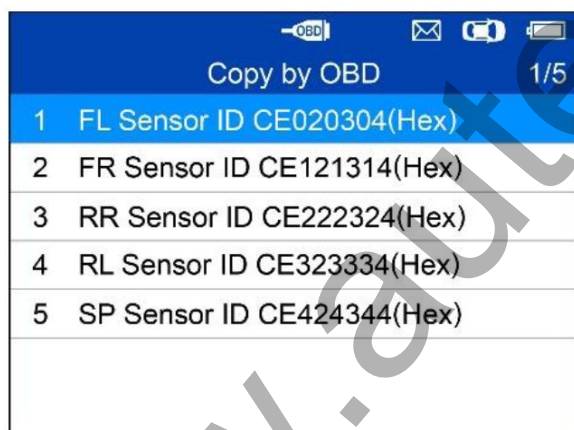 OBD
Copy by OBD 1/5
1 FL Sensor ID CE020304(Hex)
2 FR Sensor ID CE121314(Hex)
3 RR Sensor ID CE222324(Hex)
4 RL Sensor ID CE323334(Hex)
5 SP Sensor ID CE424344(Hex)